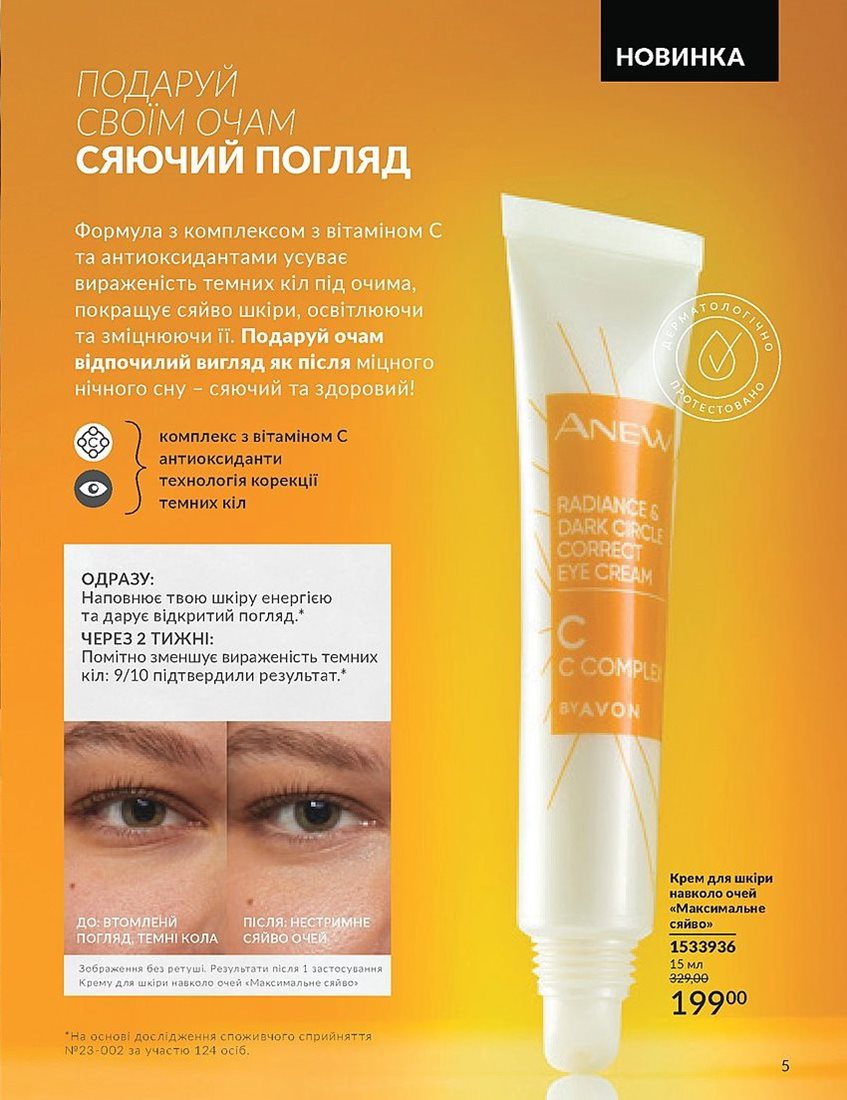 НОВИНКА
ПОДАРУЙ
СВОЇМ ОЧАМ
СЯЮЧИЙ ПОГЛЯД
Формула з комплексом з вітаміном С
та антиоксидантами усуває
вираженість темних кіл під очима,
покращує сяйво шкіри, освітлюючи
та зміцнюючи її. Подаруй очам
відпочилий вигляд як після міцного
нічного сну – сяючий та здоровий!
комплекс з вітаміном С
антиоксиданти
технологія корекції
темних кіл
ОДРАЗУ:
Наповнює твою шкіру енергією
та дарує відкритий погляд.*
ЧЕРЕЗ 2 ТИЖНІ:
Помітно зменшує вираженість темних
кіл: 9/10 підтвердили результат.*
ДО: ВТОМЛЕНЙ
ПОГЛЯД, ТЕМНІ КОЛА
ПІСЛЯ: НЕСТРИМНЕ
СЯЙВО ОЧЕЙ
Зображення без ретуші. Результати після 1 застосування
Крему для шкіри навколо очей «Максимальне сяйво»
*На основі дослідження споживчого сприйняття
№23-002 за участю 124 осіб.
ДЕРМАТОЛОГІЧНО
ПРОТЕСТОВАНО
ANEW
RADIANCE &
DARK CIRCLE
CORRECT
EYE CREAM
C
C COMPLEX
BY AVON
Крем для шкіри
навколо очей
«Максимальне
сяйво»
1533936
15 мл
329,00
19900
5